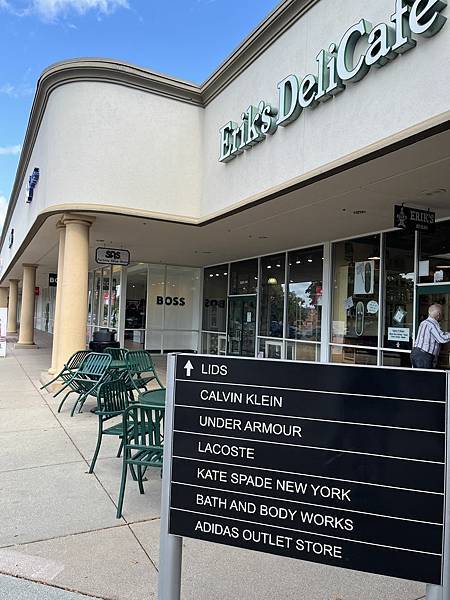 Erik's DeliCafé
ERIK'S
SAS
BOSS
LIDS
CALVIN KLEIN
UNDER ARMOUR
LACOSTE
KATE SPADE NEW YORK
BATH AND BODY WORKS
ADIDAS OUTLET STORE